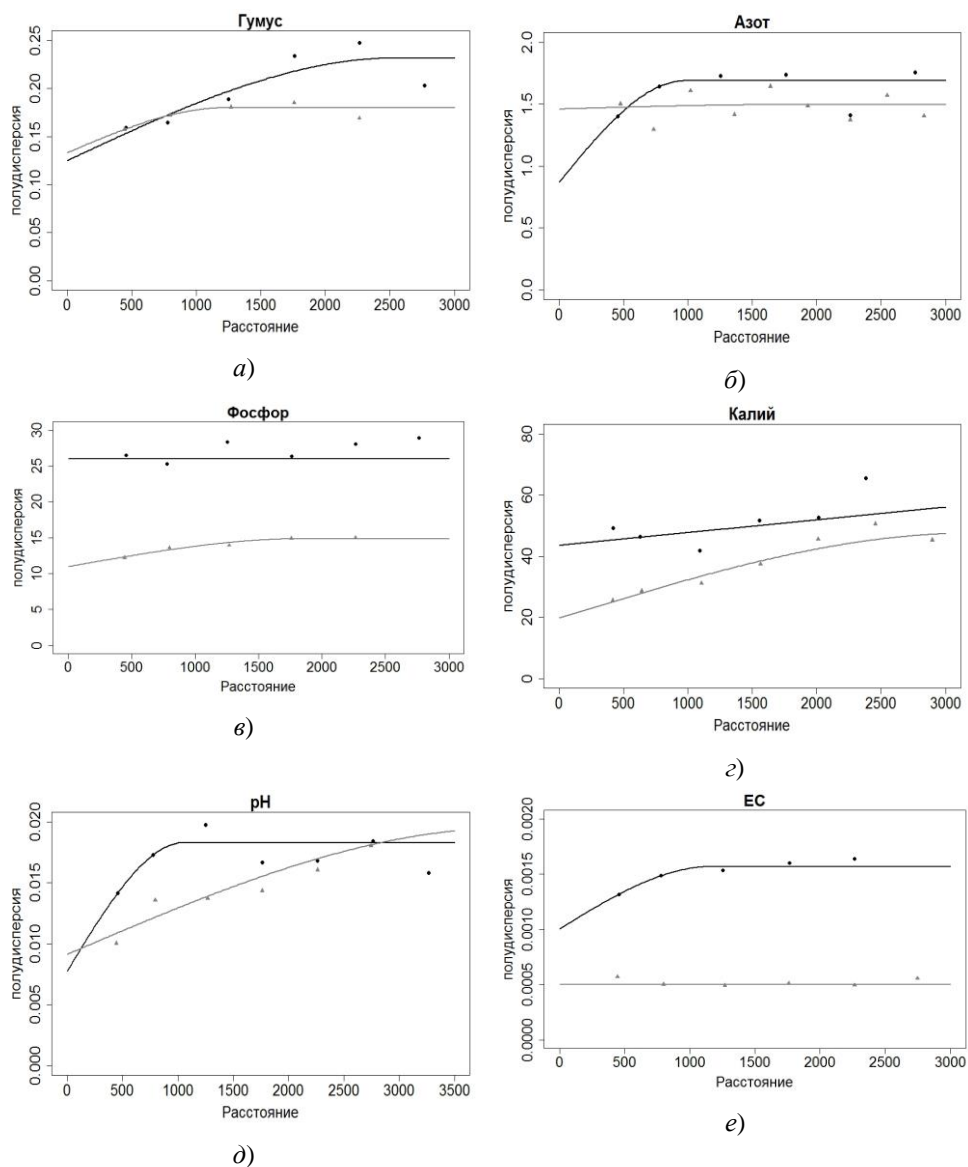 Гумус
полудисперсия
0.00 0.05 0.10 0.15 0.20 0.25
0 500 1000 1500 2000 2500 3000
Расстояние
а)
Азот
полудисперсия
0.0 0.5 1.0 1.5 2.0
0 500 1000 1500 2000 2500 3000
Расстояние
б)
Фосфор
полудисперсия
0 5 10 15 20 25 30
0 500 1000 1500 2000 2500 3000
Расстояние
в)
Калий
полудисперсия
0 20 40 60 80
0 500 1000 1500 2000 2500 3000
Расстояние
г)
pH
полудисперсия
0.000 0.005 0.010 0.015 0.020
0 500 1000 1500 2000 2500 3000 3500
Расстояние
д)
EC
полудисперсия
0.0000 0.0005 0.0010 0.0015 0.0020
0 500 1000 1500 2000 2500 3000
Расстояние
е)